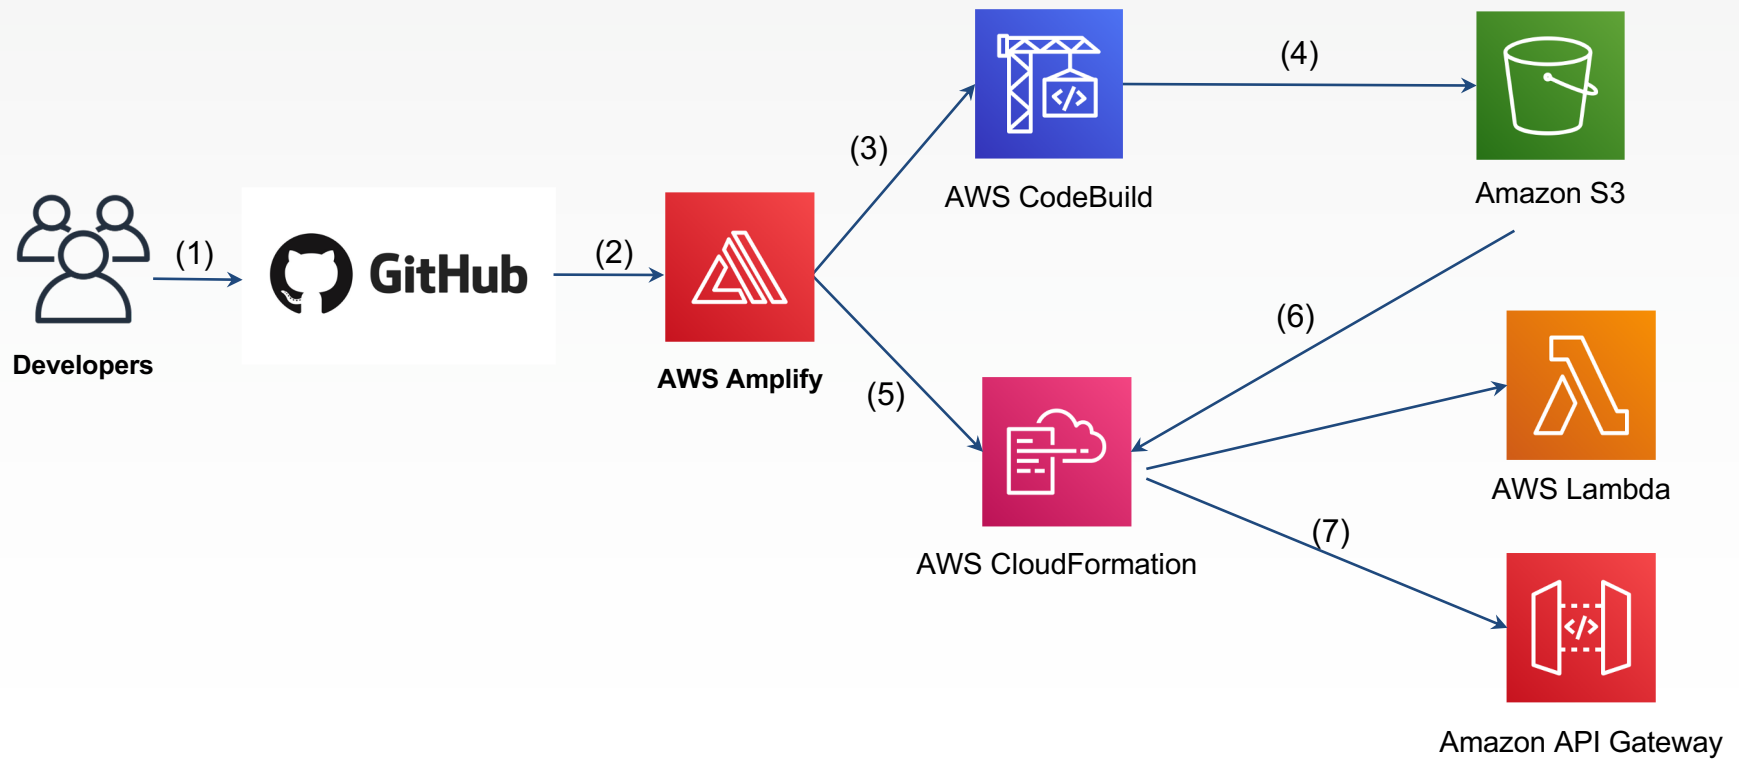 (1)
Developers
GitHub
(2)
AWS Amplify
(3)
</>
AWS CodeBuild
(4)
Amazon S3
(5)
AWS CloudFormation
(6)
AWS Lambda
(7)
</>
Amazon API Gateway